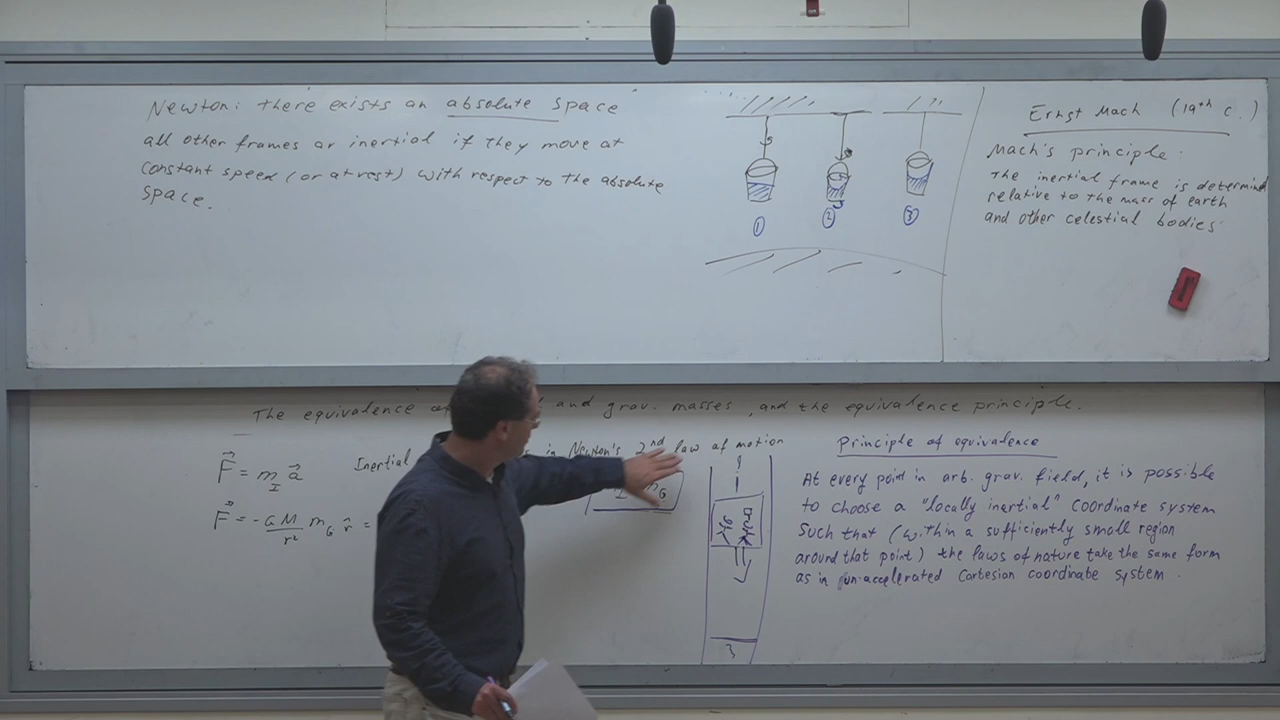 Newton: there exists an absolute space
all other frames ar inertial if they move at
constant speed (or at rest) with respect to the absolute
space.
1
2
3
Ernst Mach (19th c.)
Mach's principle:
The inertial frame is determined
relative to the mass of earth
and other celestial bodies
The equivalence and grav. masses, and the equivalence principle.
F = m_I a
Inertial in Newton's 2nd law of motion
F = -GM/r² m_G r̂ =
G
Principle of equivalence
At every point in arb. grav. field, it is possible
to choose a "locally inertial" coordinate system
Such that (within a sufficiently small region
around that point) the laws of nature take the same form
as in un-accelerated Cartesian coordinate system.